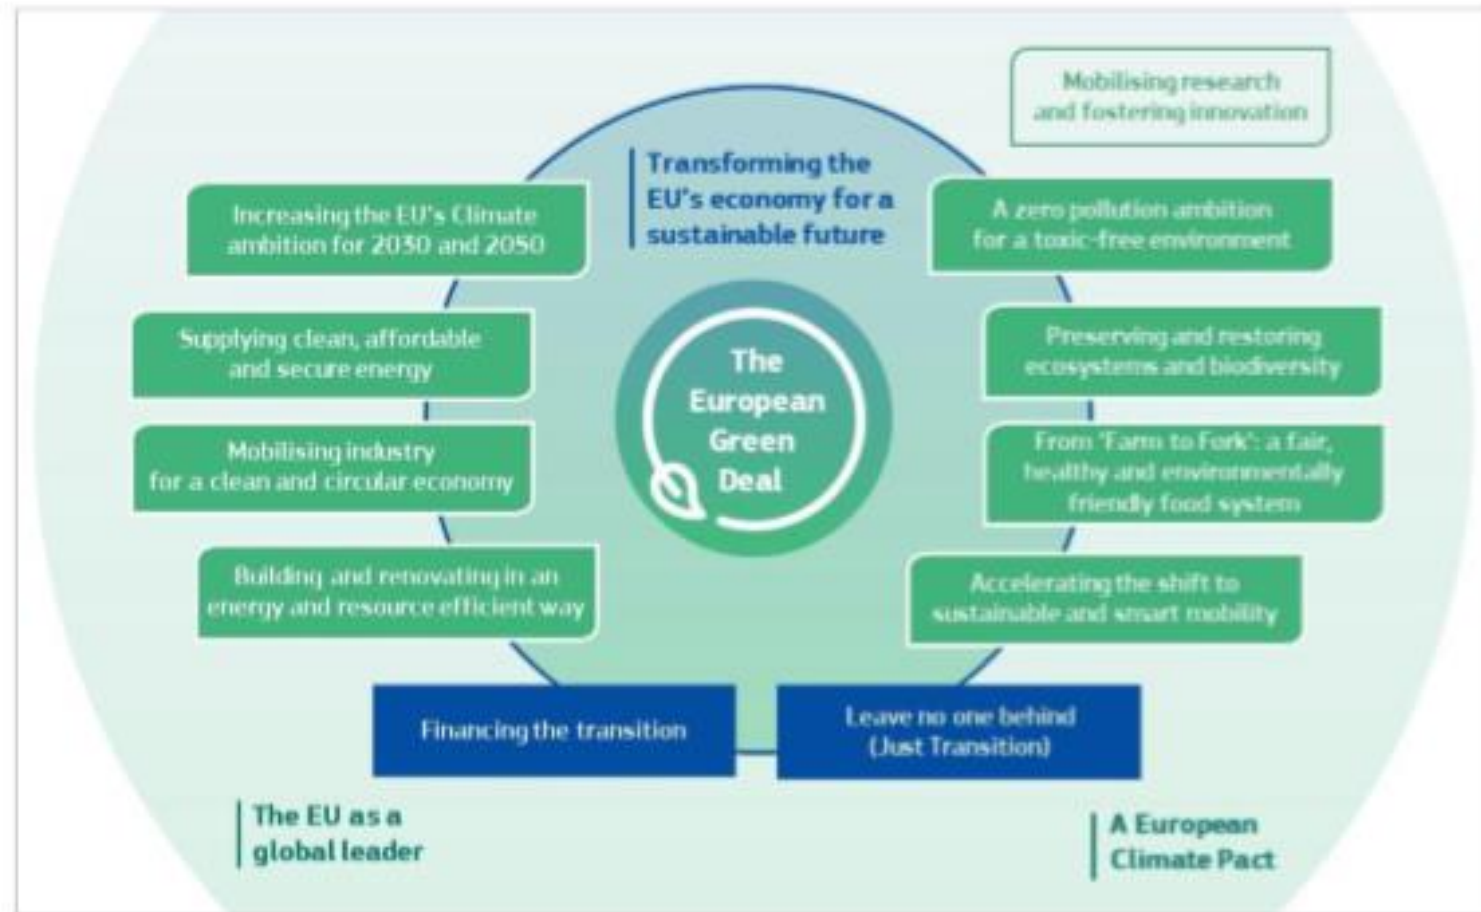 Mobilising research
and fostering innovation
Transforming the
EU's economy for a
sustainable future
Increasing the EU's Climate
ambition for 2030 and 2050
A zero pollution ambition
for a toxic-free environment
Supplying clean, affordable
and secure energy
Preserving and restoring
ecosystems and biodiversity
The
European
Green
Deal
Mobilising industry
for a clean and circular economy
From 'Farm to Fork': a fair,
healthy and environmentally
friendly food system
Building and renovating in an
energy and resource efficient way
Accelerating the shift to
sustainable and smart mobility
Financing the transition
Leave no one behind
(Just Transition)
The EU as a
global leader
A European
Climate Pact